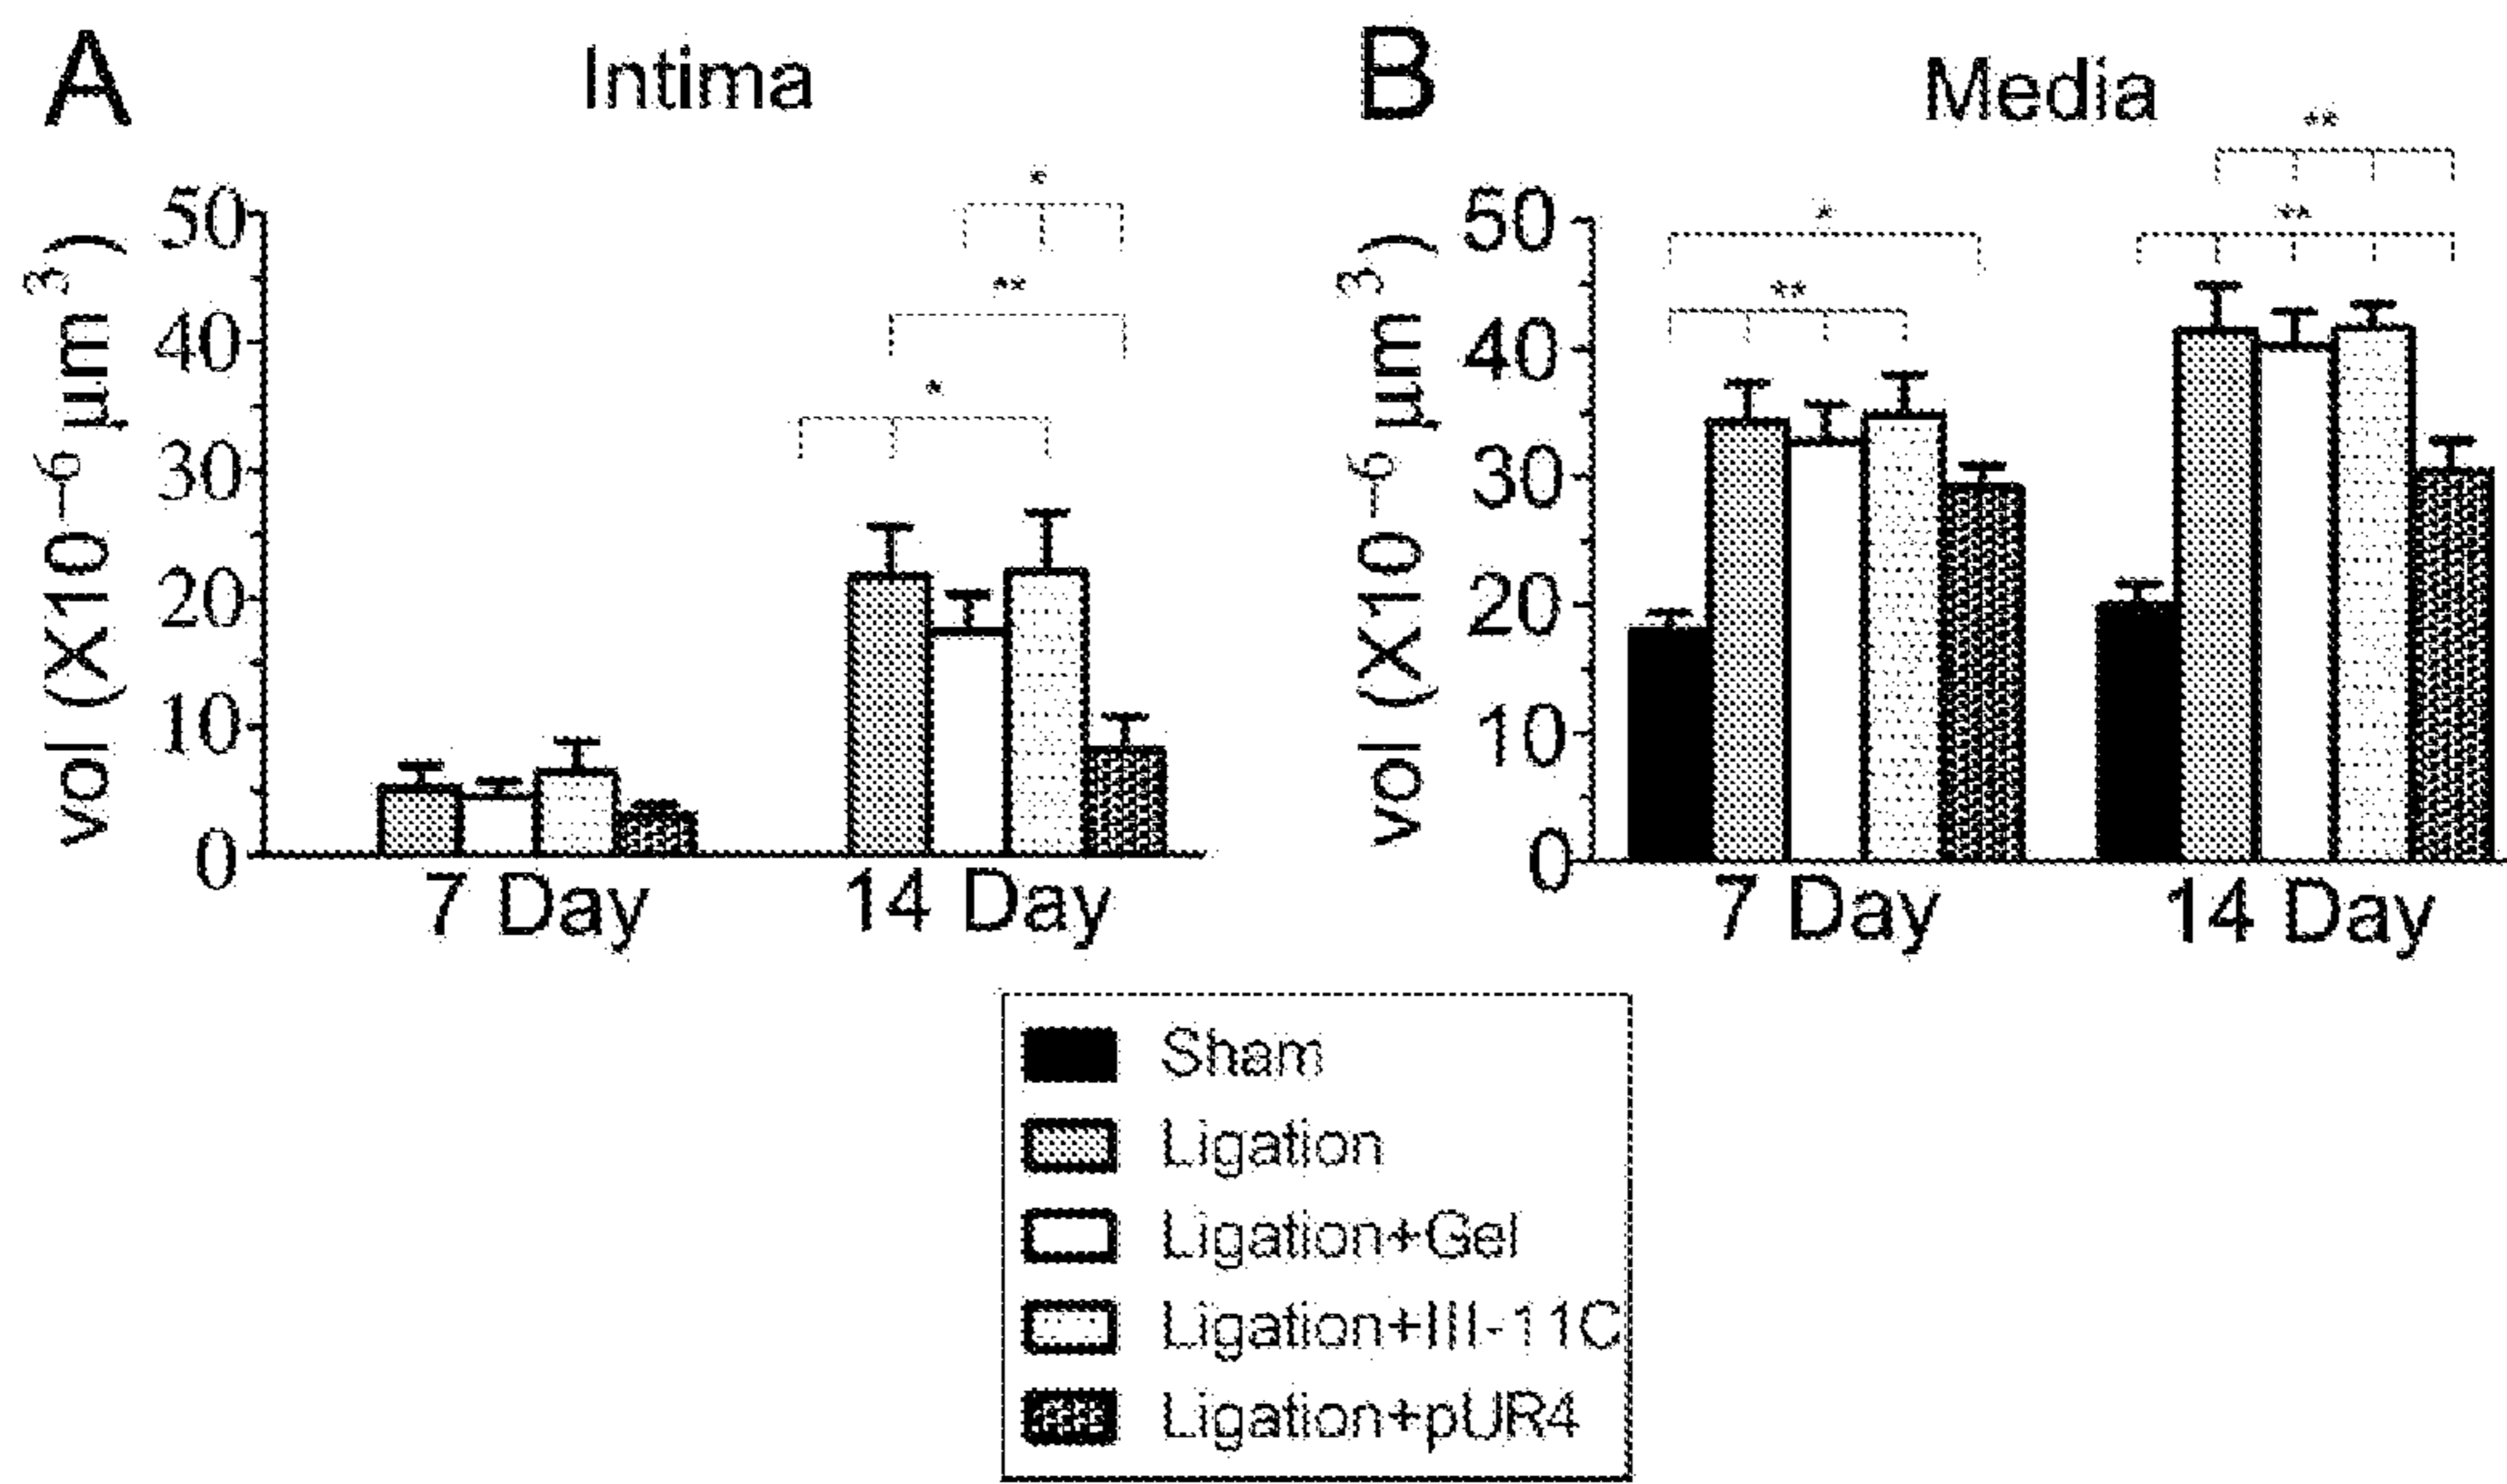 A
Intima
vol (X10⁻⁶ µm³)
50
40
30
20
10
0
*
**
*
7 Day
14 Day
B
Media
vol (X10⁻⁶ µm³)
50
40
30
20
10
0
*
**
**
**
7 Day
14 Day
Sham
Ligation
Ligation+Gel
Ligation+III-11C
Ligation+pUR4